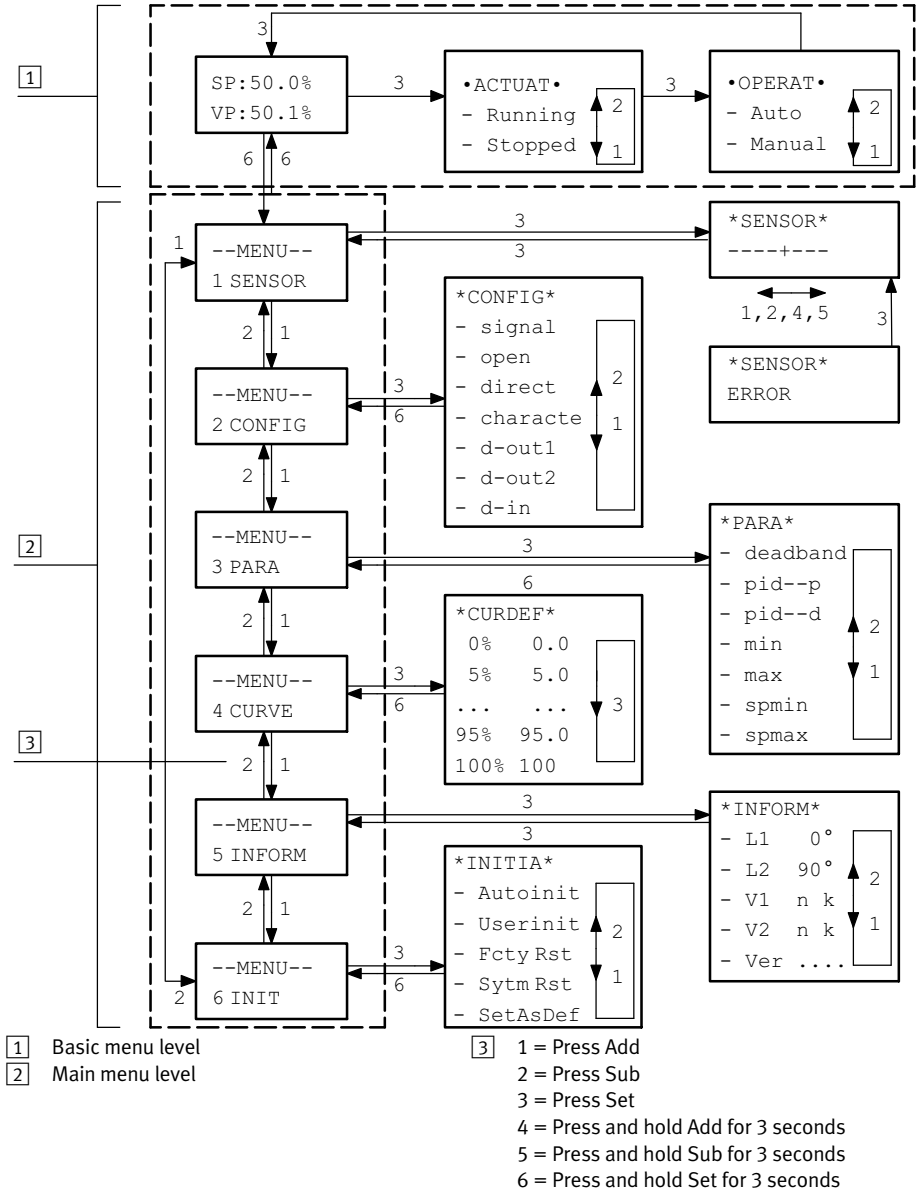 3
1
SP:50.0%
VP:50.1%
3
•ACTUAT•
- Running
- Stopped
2
1
3
•OPERAT•
- Auto
- Manual
2
1
6 6
1
--MENU--
1 SENSOR
3
3
*SENSOR*
----+---
1,2,4,5
3
*SENSOR*
ERROR
2 1
--MENU--
2 CONFIG
3
6
*CONFIG*
- signal
- open
- direct
- characte
- d-out1
- d-out2
- d-in
2
1
2 1
2
--MENU--
3 PARA
3
6
*PARA*
- deadband
- pid--p
- pid--d
- min
- max
- spmin
- spmax
2
1
2 1
--MENU--
4 CURVE
3
6
*CURDEF*
0% 0.0
5% 5.0
... ...
95% 95.0
100% 100
3
3
2 1
--MENU--
5 INFORM
3
3
*INFORM*
- L1 0°
- L2 90°
- V1 n k
- V2 n k
- Ver ....
2
1
2 1
--MENU--
6 INIT
2
3
6
*INITIA*
- Autoinit
- Userinit
- Fcty Rst
- Sytm Rst
- SetAsDef
2
1
1 Basic menu level
2 Main menu level
3 1 = Press Add
2 = Press Sub
3 = Press Set
4 = Press and hold Add for 3 seconds
5 = Press and hold Sub for 3 seconds
6 = Press and hold Set for 3 seconds